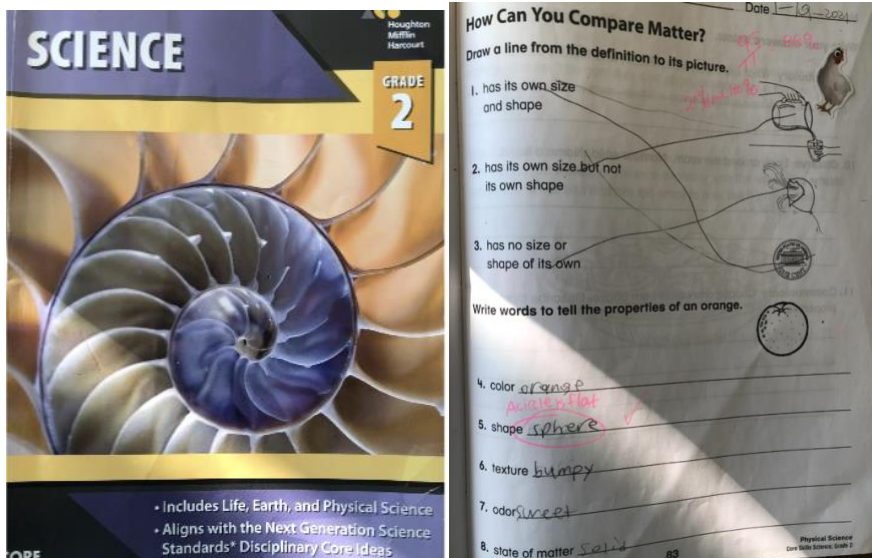 Houghton
Mifflin
Harcourt
SCIENCE
GRADE
2
• Includes Life, Earth, and Physical Science
• Aligns with the Next Generation Science
Standards* Disciplinary Core Ideas
CORE
Date 1-19-2021
How Can You Compare Matter?
Draw a line from the definition to its picture.
86%
100%
1. has its own size
and shape
2. has its own size but not
its own shape
3. has no size or
shape of its own
Write words to tell the properties of an orange.
4. color orange
flat
5. shape sphere
6. texture bumpy
7. odor sweet
8. state of matter solid
83
Physical Science
Core Skills Science, Grade 2